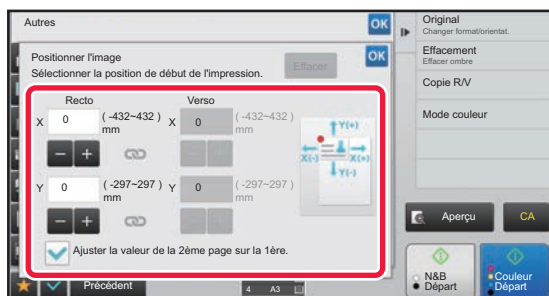 Autres
OK
Original
Changer format/orientat.
Effacement
Effacer ombre
Copie R/V
Mode couleur
Positionner l'image
Sélectionner la position de début de l'impression.
Effacer
OK
Recto
Verso
X 0 (-432~432) mm
X 0 (-432~432) mm
- +
- +
Y(+)
X(-) X(+)
Y(-)
Y 0 (-297~297) mm
Y 0 (-297~297) mm
- +
- +
Ajuster la valeur de la 2ème page sur la 1ère.
Aperçu
CA
Précédent
4 A3
N&B
Départ
Couleur
Départ